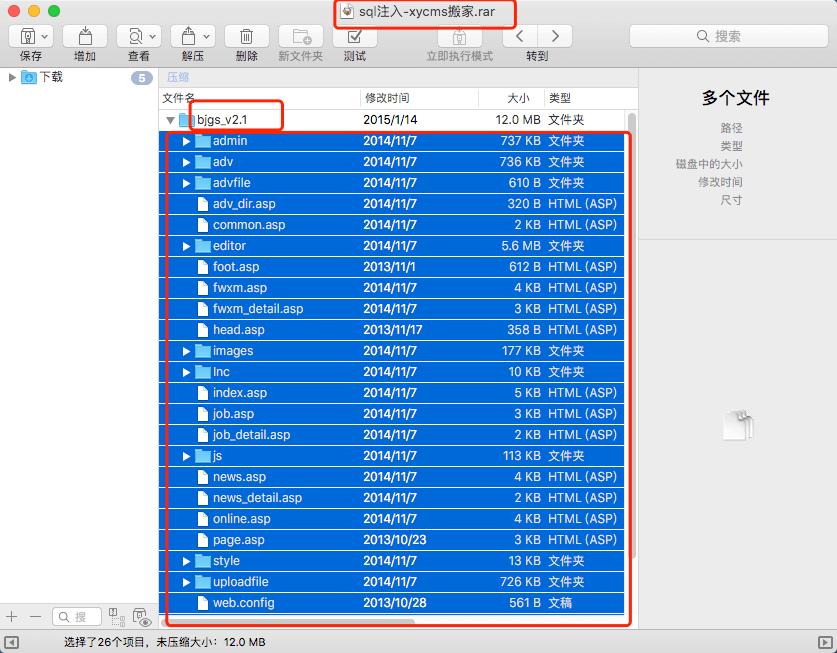 sql注入-xycms搬家.rar
保存 增加 查看 解压 删除 新文件夹 测试 立即执行模式 转到 搜索
下载 5
压缩
文件名 修改时间 大小 类型
bjgs_v2.1 2015/1/14 12.0 MB 文件夹
admin 2014/11/7 737 KB 文件夹
adv 2014/11/7 736 KB 文件夹
advfile 2014/11/7 610 B 文件夹
adv_dir.asp 2014/11/7 320 B HTML (ASP)
common.asp 2014/11/7 2 KB HTML (ASP)
editor 2014/11/7 5.6 MB 文件夹
foot.asp 2013/11/1 612 B HTML (ASP)
fwxm.asp 2014/11/7 4 KB HTML (ASP)
fwxm_detail.asp 2014/11/7 3 KB HTML (ASP)
head.asp 2013/11/17 358 B HTML (ASP)
images 2014/11/7 177 KB 文件夹
Inc 2014/11/7 10 KB 文件夹
index.asp 2014/11/7 5 KB HTML (ASP)
job.asp 2014/11/7 3 KB HTML (ASP)
job_detail.asp 2014/11/7 2 KB HTML (ASP)
js 2014/11/7 113 KB 文件夹
news.asp 2014/11/7 4 KB HTML (ASP)
news_detail.asp 2014/11/7 2 KB HTML (ASP)
online.asp 2014/11/7 4 KB HTML (ASP)
page.asp 2013/10/23 3 KB HTML (ASP)
style 2014/11/7 13 KB 文件夹
uploadfile 2014/11/7 726 KB 文件夹
web.config 2013/10/28 561 B 文稿
多个文件
路径
类型
磁盘中的大小
修改时间
尺寸
搜
选择了26个项目，未压缩大小：12.0 MB